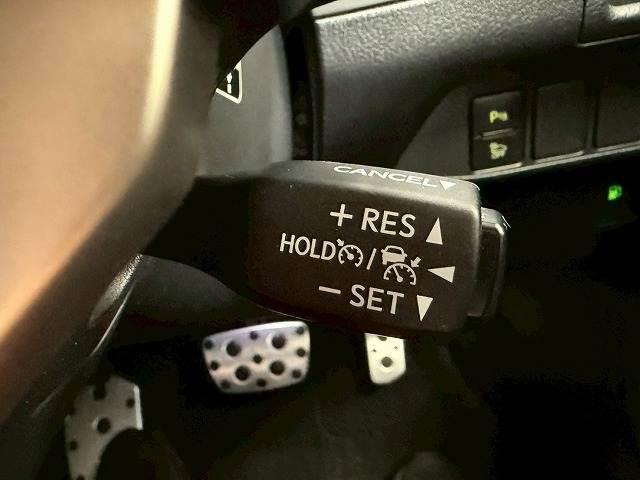 CANCEL▼
+ RES ▲
HOLD / ◀
− SET ▼